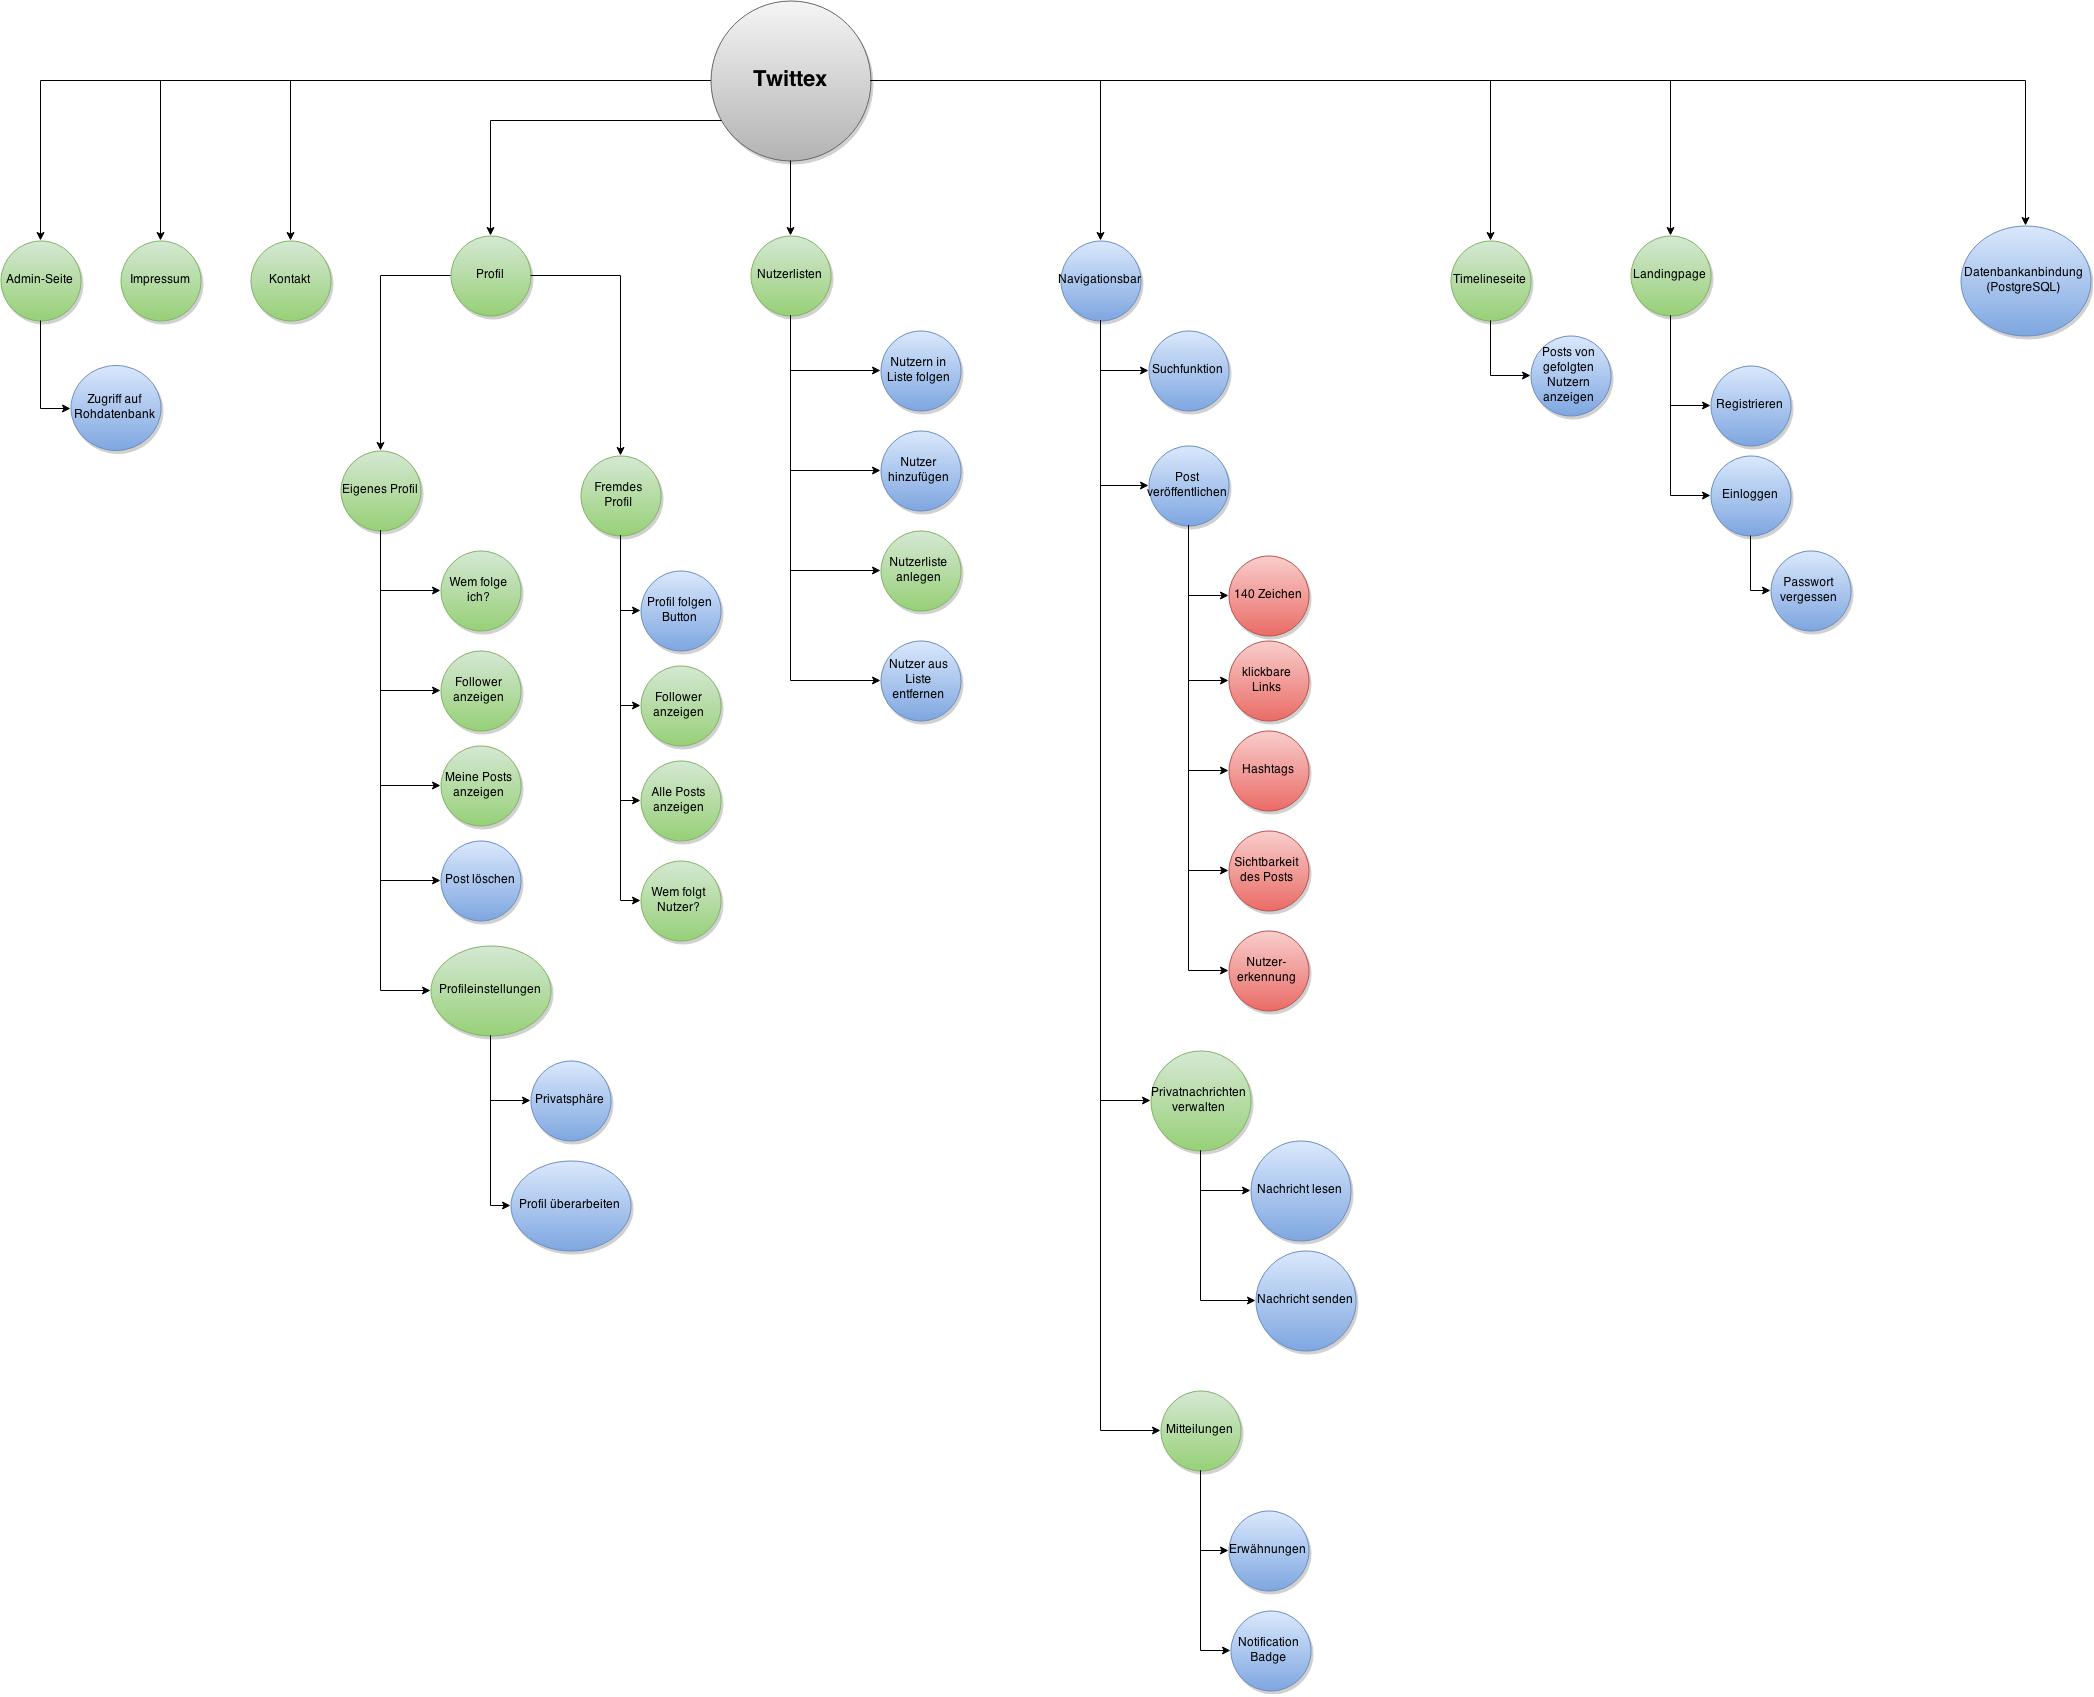 Twittex
Admin-Seite
Impressum
Kontakt
Profil
Nutzerlisten
Navigationsbar
Timelineseite
Landingpage
Datenbankanbindung
(PostgreSQL)
Zugriff auf
Rohdatenbank
Eigenes Profil
Wem folge
ich?
Follower
anzeigen
Meine Posts
anzeigen
Post löschen
Profileinstellungen
Privatsphäre
Profil überarbeiten
Fremdes
Profil
Profil folgen
Button
Follower
anzeigen
Alle Posts
anzeigen
Wem folgt
Nutzer?
Nutzern in
Liste folgen
Nutzer
hinzufügen
Nutzerliste
anlegen
Nutzer aus
Liste
entfernen
Suchfunktion
Post
veröffentlichen
140 Zeichen
klickbare
Links
Hashtags
Sichtbarkeit
des Posts
Nutzer-
erkennung
Privatnachrichten
verwalten
Nachricht lesen
Nachricht senden
Mitteilungen
Erwähnungen
Notification
Badge
Posts von
gefolgten
Nutzern
anzeigen
Registrieren
Einloggen
Passwort
vergessen